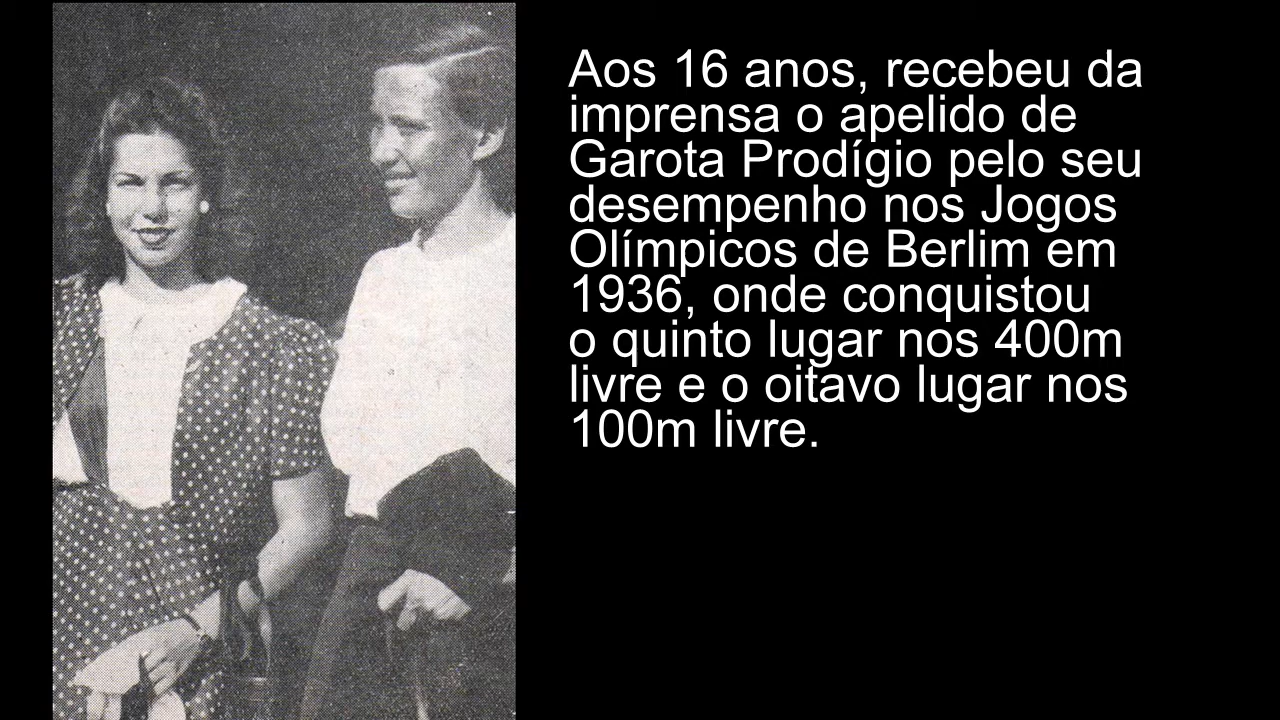 Aos 16 anos, recebeu da
imprensa o apelido de
Garota Prodígio pelo seu
desempenho nos Jogos
Olímpicos de Berlim em
1936, onde conquistou
o quinto lugar nos 400m
livre e o oitavo lugar nos
100m livre.